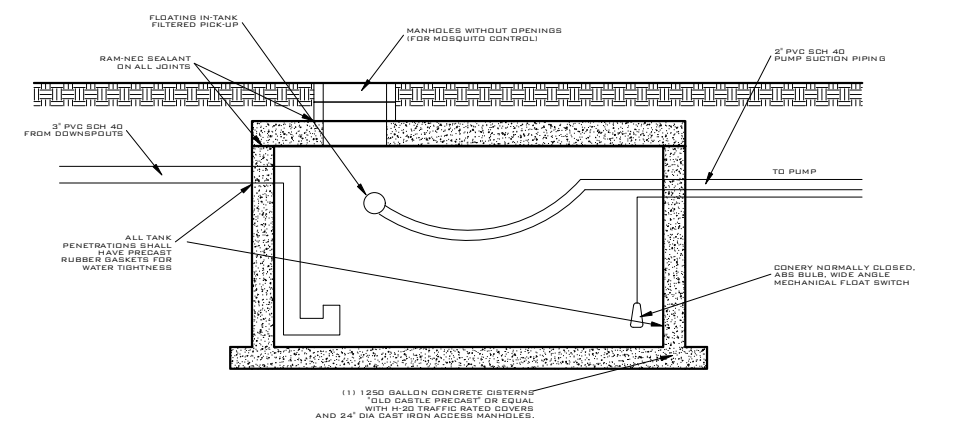 FLOATING IN-TANK
FILTERED PICK-UP
MANHOLES WITHOUT OPENINGS
(FOR MOSQUITO CONTROL)
RAM-NEC SEALANT
ON ALL JOINTS
2" PVC SCH 40
PUMP SUCTION PIPING
3" PVC SCH 40
FROM DOWNSPOUTS
TO PUMP
ALL TANK
PENETRATIONS SHALL
HAVE PRECAST
RUBBER GASKETS FOR
WATER TIGHTNESS
CONERY NORMALLY CLOSED,
ABS BULB, WIDE ANGLE
MECHANICAL FLOAT SWITCH
(1) 1250 GALLON CONCRETE CISTERNS
"OLD CASTLE PRECAST" OR EQUAL
WITH H-20 TRAFFIC RATED COVERS
AND 24" DIA CAST IRON ACCESS MANHOLES.